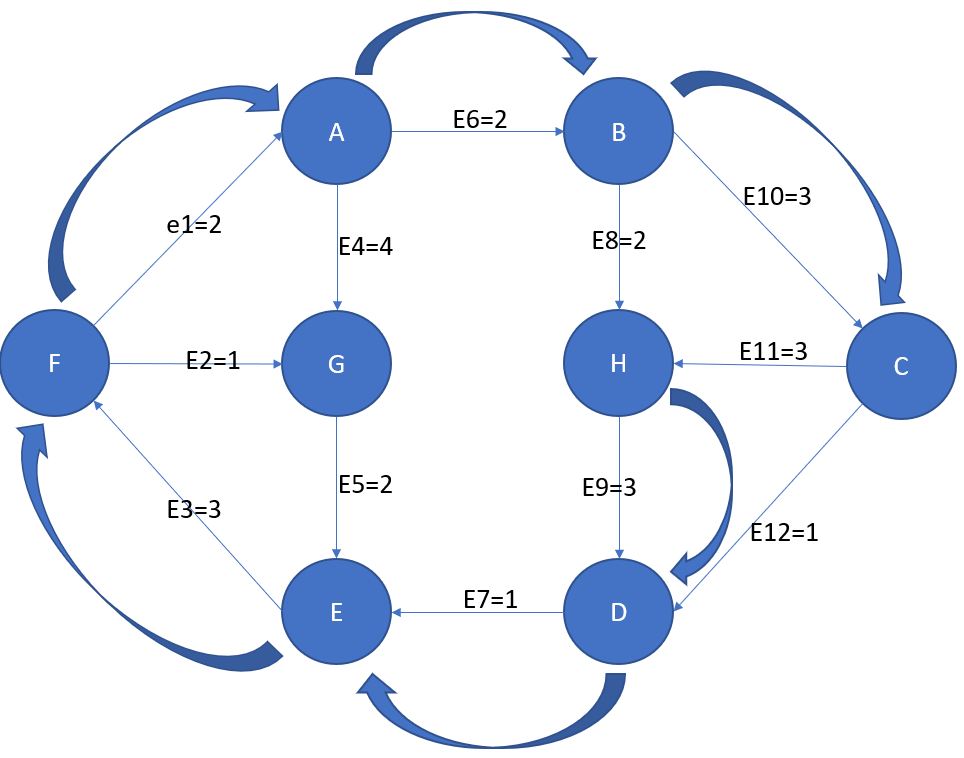 A
E6=2
B
E10=3
e1=2
E4=4
E8=2
F
E2=1
G
H
E11=3
C
E5=2
E9=3
E3=3
E12=1
E
E7=1
D